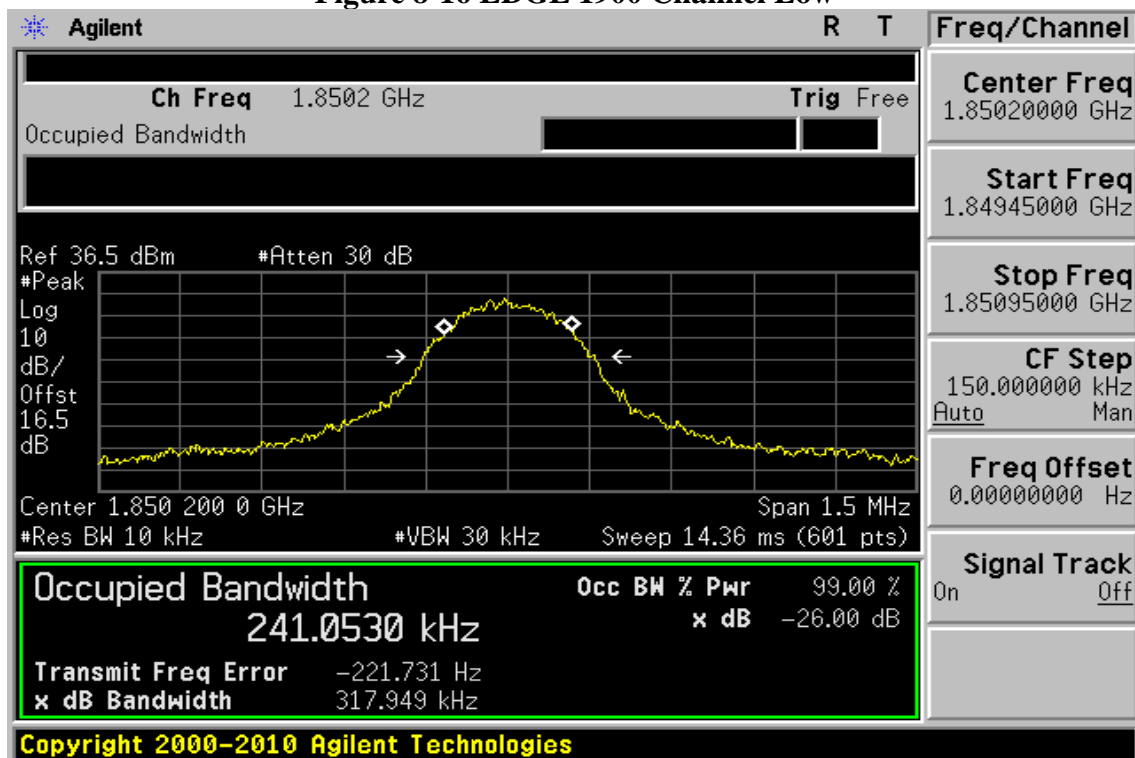 Figure 8-16 EDGE 1900 Channel Low
Agilent R T Freq/Channel
Ch Freq 1.8502 GHz Trig Free
Occupied Bandwidth
Center Freq
1.85020000 GHz
Start Freq
1.84945000 GHz
Stop Freq
1.85095000 GHz
CF Step
150.000000 kHz
Auto Man
Freq Offset
0.00000000 Hz
Signal Track
On Off
Ref 36.5 dBm #Atten 30 dB
#Peak
Log
10
dB/
Offst
16.5
dB
Center 1.850 200 0 GHz Span 1.5 MHz
#Res BW 10 kHz #VBW 30 kHz Sweep 14.36 ms (601 pts)
Occupied Bandwidth Occ BW % Pwr 99.00 %
241.0530 kHz x dB -26.00 dB
Transmit Freq Error -221.731 Hz
x dB Bandwidth 317.949 kHz
Copyright 2000-2010 Agilent Technologies